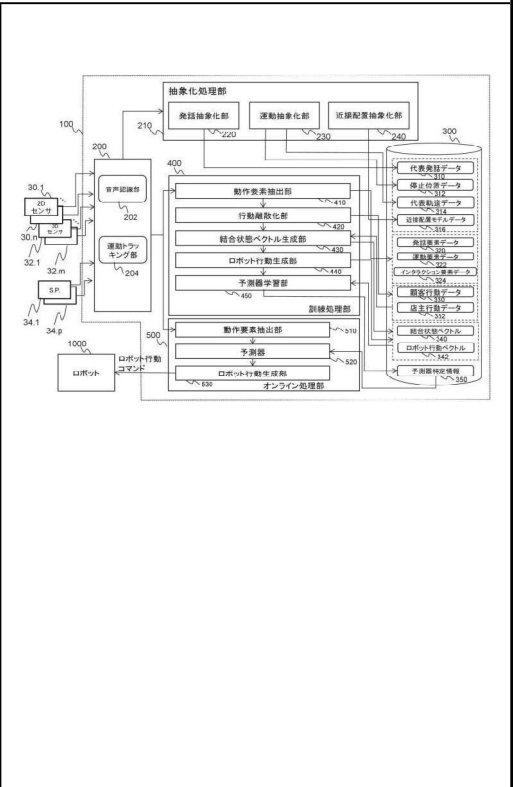 抽象化処理部
100
200
210
発話抽象化部
220
運動抽象化部
230
近接配置抽象化部
240
300
30.1
2D
センサ
30.n
3D
センサ
32.1
32.m
S.P.
34.1
34.p
音声認識部
202
運動トラッ
キング部
204
400
動作要素抽出部
410
行動離散化部
420
結合状態ベクトル生成部
430
ロボット行動生成部
440
予測器学習部
450
訓練処理部
500
動作要素抽出部
510
予測器
520
ロボット行動生成部
530
オンライン処理部
1000
ロボット
ロボット行動
コマンド
代表発話データ
310
停止位置データ
312
代表軌道データ
314
近接配置モデルデータ
316
発話要素データ
320
運動要素データ
322
インタラクション要素データ
324
顧客行動データ
330
店主行動データ
332
結合状態ベクトル
340
ロボット行動ベクトル
342
予測器特定情報
350